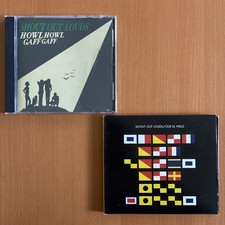 SHOUT OUT LOUDS
HOWL HOWL
GAFF GAFF
SHOUT OUT LOUDS/OUR ILL WILLS